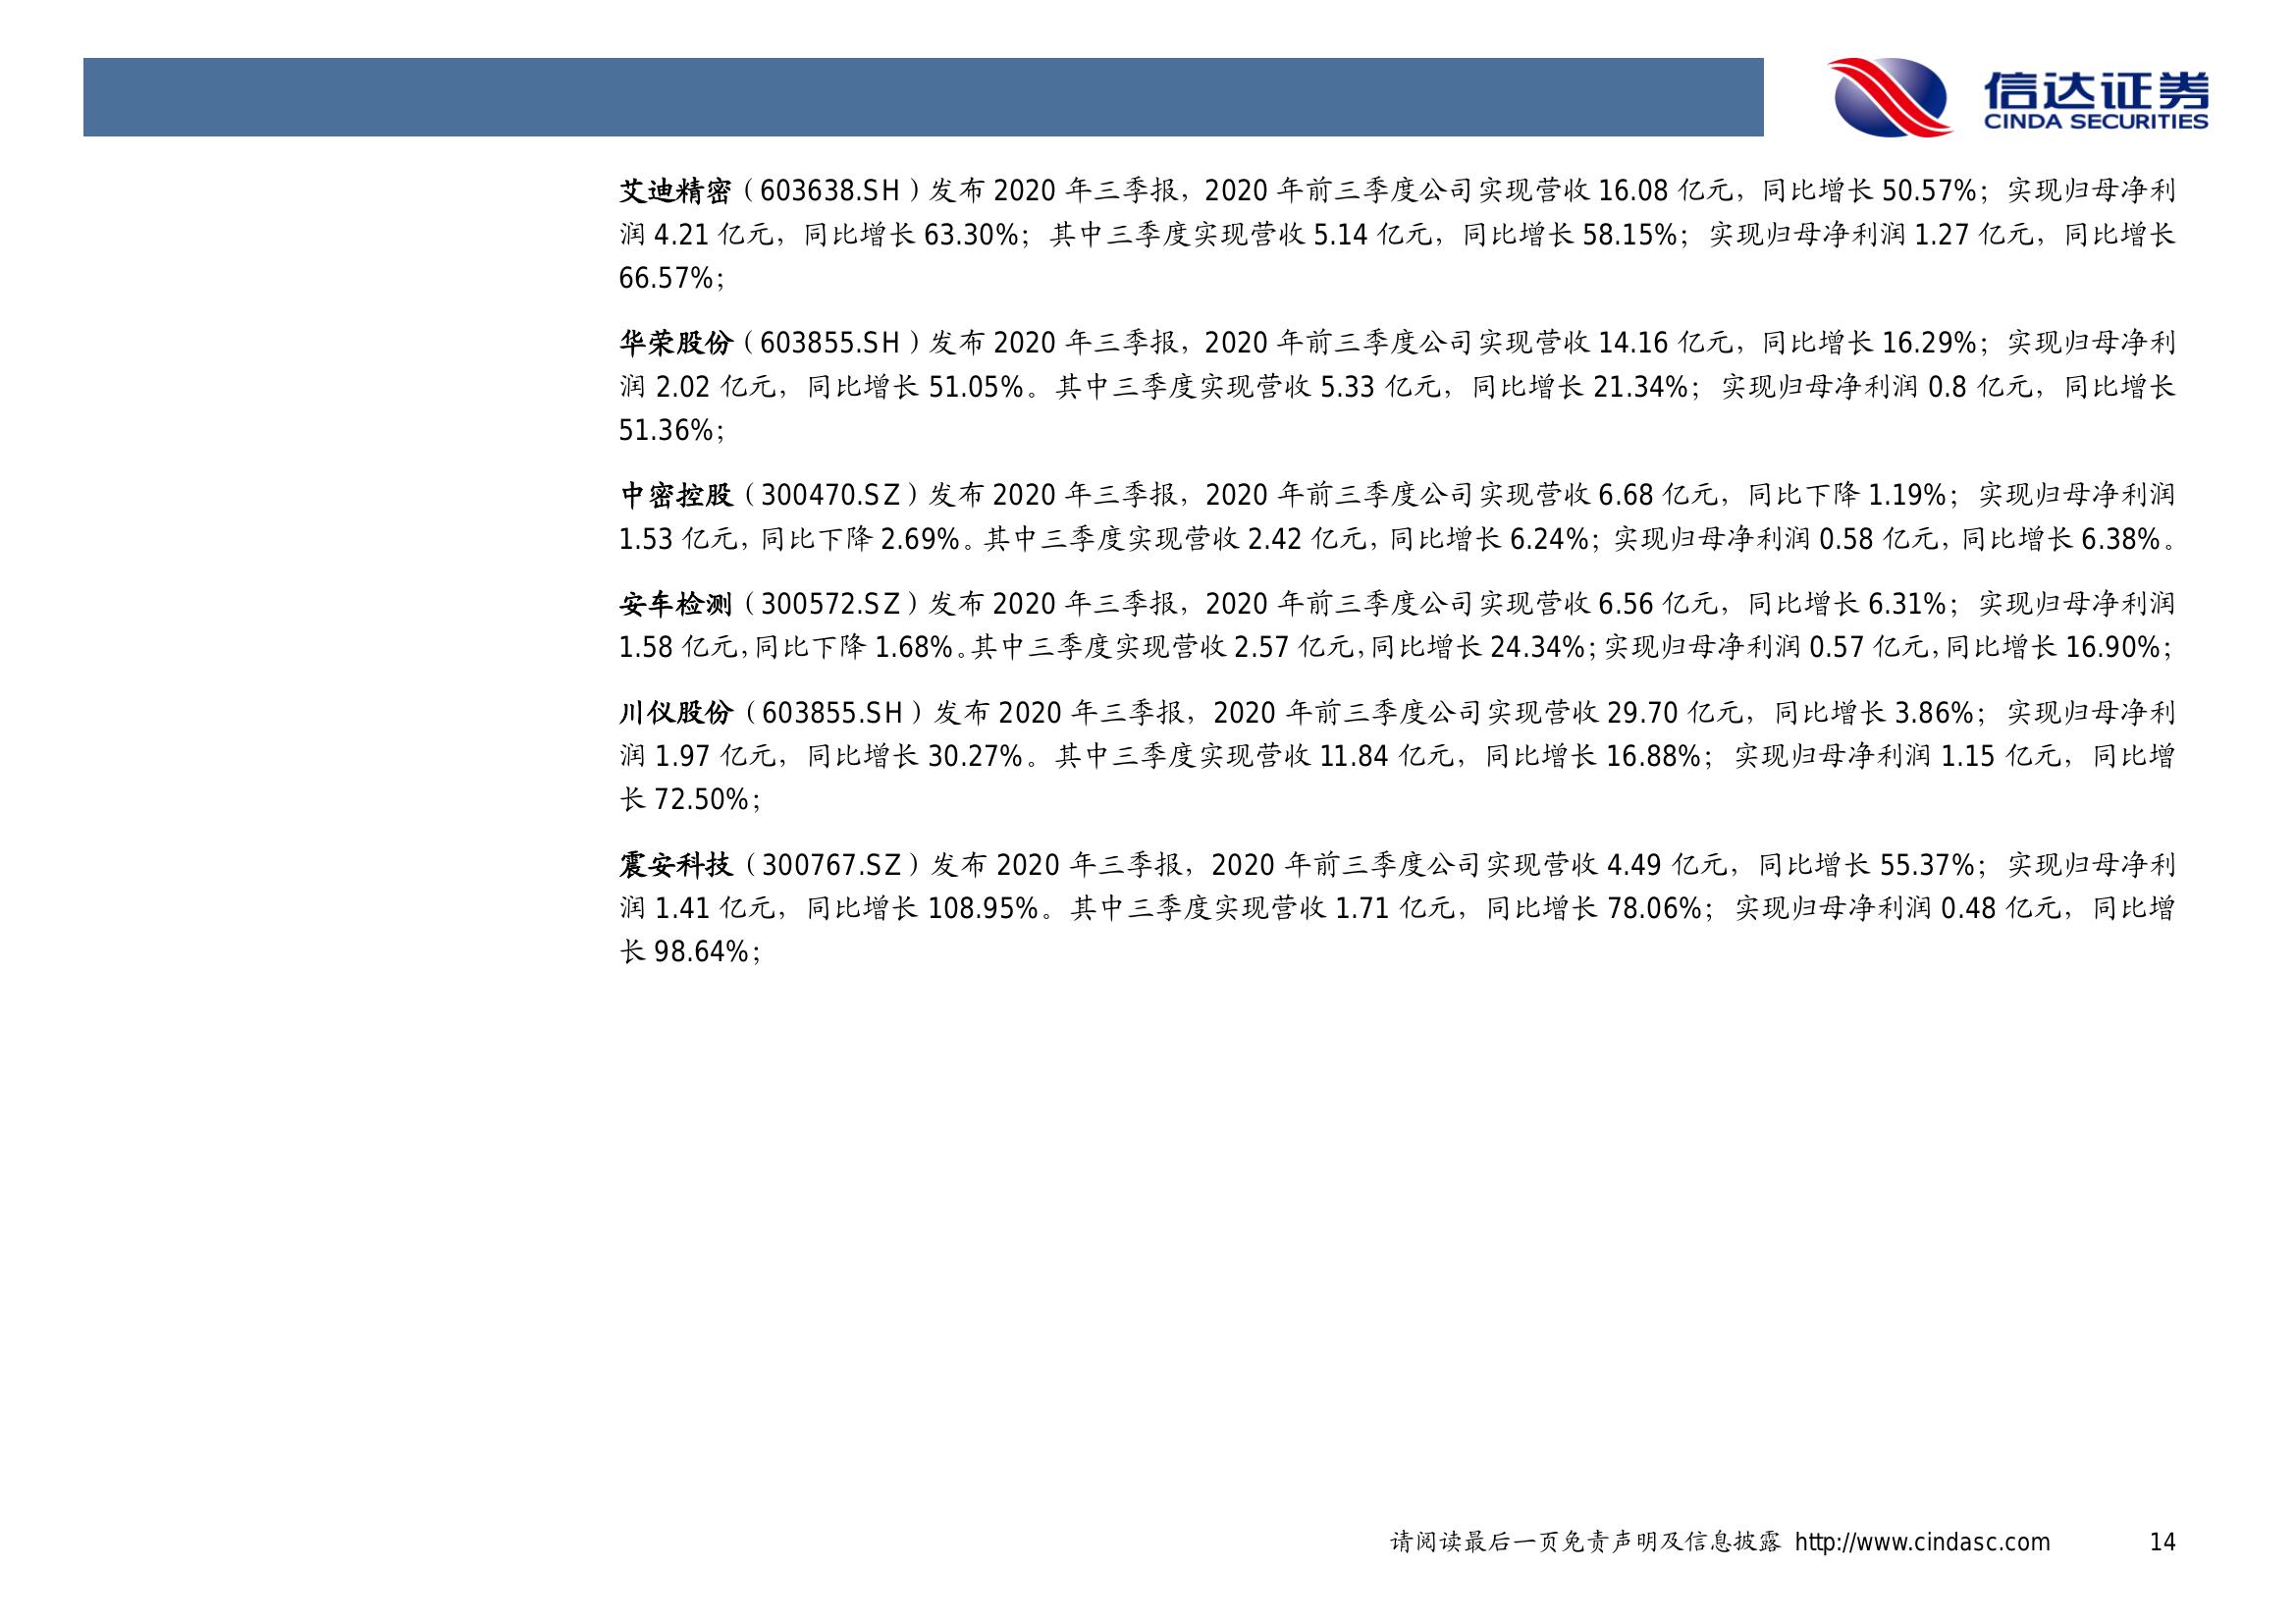 信达证券
CINDA SECURITIES
艾迪精密（603638.SH）发布 2020 年三季报，2020 年前三季度公司实现营收 16.08 亿元，同比增长 50.57%；实现归母净利
润 4.21 亿元，同比增长 63.30%；其中三季度实现营收 5.14 亿元，同比增长 58.15%；实现归母净利润 1.27 亿元，同比增长
66.57%；
华荣股份（603855.SH）发布 2020 年三季报，2020 年前三季度公司实现营收 14.16 亿元，同比增长 16.29%；实现归母净利
润 2.02 亿元，同比增长 51.05%。其中三季度实现营收 5.33 亿元，同比增长 21.34%；实现归母净利润 0.8 亿元，同比增长
51.36%；
中密控股（300470.SZ）发布 2020 年三季报，2020 年前三季度公司实现营收 6.68 亿元，同比下降 1.19%；实现归母净利润
1.53 亿元，同比下降 2.69%。其中三季度实现营收 2.42 亿元，同比增长 6.24%；实现归母净利润 0.58 亿元，同比增长 6.38%。
安车检测（300572.SZ）发布 2020 年三季报，2020 年前三季度公司实现营收 6.56 亿元，同比增长 6.31%；实现归母净利润
1.58 亿元，同比下降 1.68%。其中三季度实现营收 2.57 亿元，同比增长 24.34%；实现归母净利润 0.57 亿元，同比增长 16.90%；
川仪股份（603855.SH）发布 2020 年三季报，2020 年前三季度公司实现营收 29.70 亿元，同比增长 3.86%；实现归母净利
润 1.97 亿元，同比增长 30.27%。其中三季度实现营收 11.84 亿元，同比增长 16.88%；实现归母净利润 1.15 亿元，同比增
长 72.50%；
震安科技（300767.SZ）发布 2020 年三季报，2020 年前三季度公司实现营收 4.49 亿元，同比增长 55.37%；实现归母净利
润 1.41 亿元，同比增长 108.95%。其中三季度实现营收 1.71 亿元，同比增长 78.06%；实现归母净利润 0.48 亿元，同比增
长 98.64%；
请阅读最后一页免责声明及信息披露 http://www.cindasc.com 14